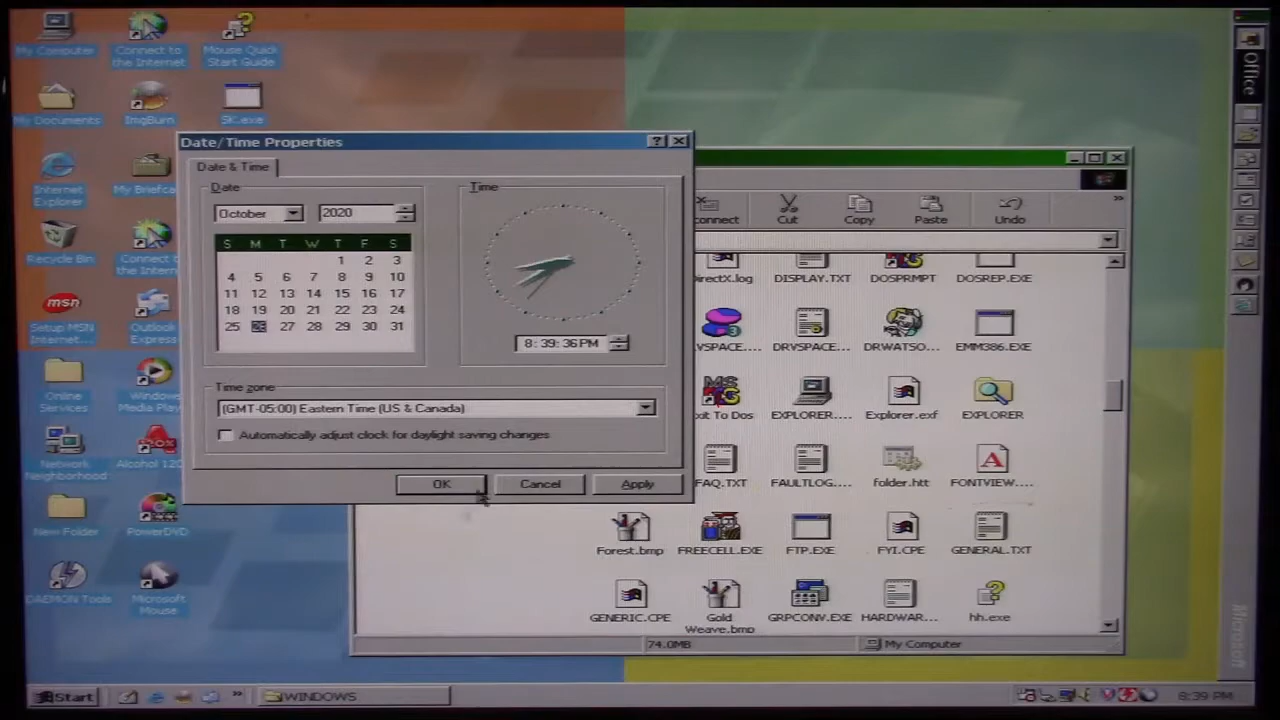 My Computer
Connect to
the Internet
Mouse Quick
Start Guide
My Documents
ImgBurn
SK.exe
Internet
Explorer
Recycle Bin
Connect to
msn
Setup MSN
Internet...
Outlook
Express
Online
Services
Windows
Network
Neighborhood
Alcohol 120
New Folder
PowerDVD
DAEMON Tools
Microsoft
Mouse
Date/Time Properties
Date & Time
Date
October
2020
S M T W T F S
1 2 3
4 5 6 7 8 9 10
11 12 13 14 15 16 17
18 19 20 21 22 23 24
25 26 27 28 29 30 31
Time
8:39:36 PM
Time zone
(GMT-05:00) Eastern Time (US & Canada)
Automatically adjust clock for daylight saving changes
OK
Cancel
Apply
Cut
Copy
Paste
Undo
»
DISPLAY.TXT
DOSPRMPT
DOSREP.EXE
DRVSPACE...
DRWATSO...
EMM386.EXE
MS
To Dos
EXPLORER....
Explorer.exf
EXPLORER
FAQ.TXT
FAULTLOG....
folder.htt
FONTVIEW....
Forest.bmp
FREECELL.EXE
FTP.EXE
FYI.CPE
GENERAL.TXT
GENERIC.CPE
Gold
Weave.bmp
GRPCONV.EXE
HARDWAR...
hh.exe
74.0MB
My Computer
Office
Microsoft
Start
»
WINDOWS
8:39 PM